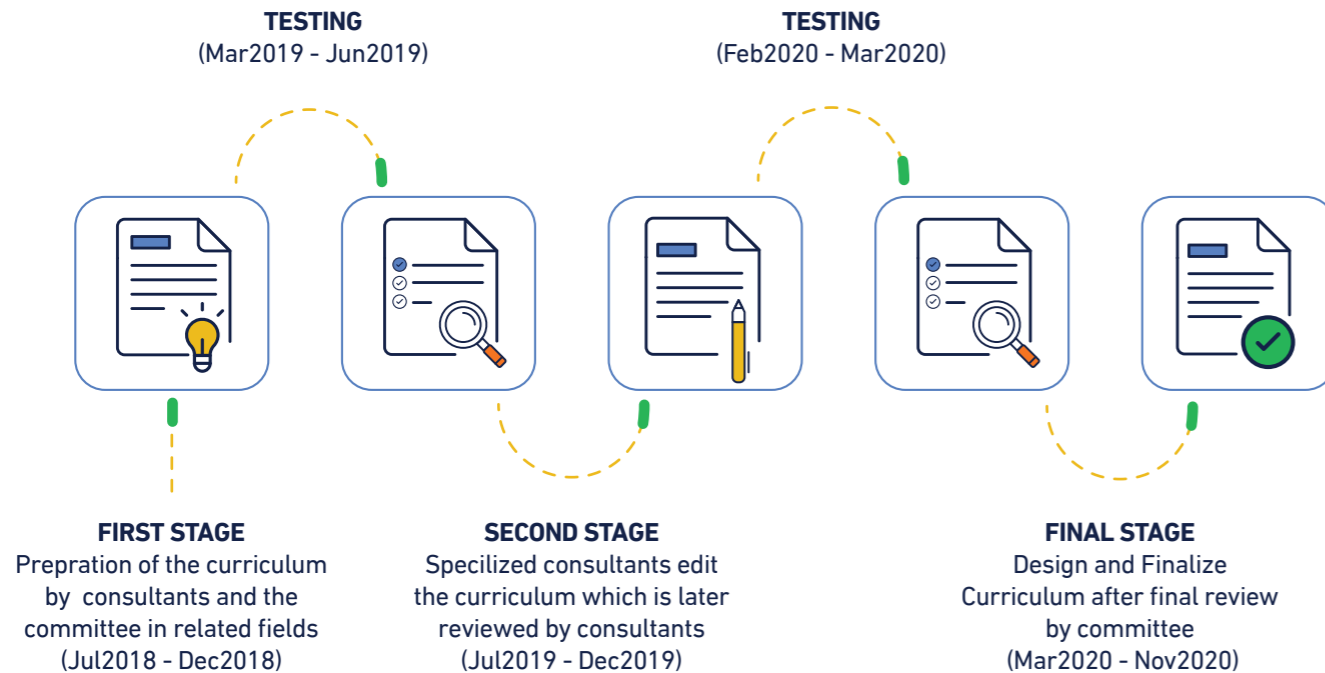 TESTING
(Mar2019 - Jun2019)
TESTING
(Feb2020 - Mar2020)
FIRST STAGE
Prepration of the curriculum
by consultants and the
committee in related fields
(Jul2018 - Dec2018)
SECOND STAGE
Specilized consultants edit
the curriculum which is later
reviewed by consultants
(Jul2019 - Dec2019)
FINAL STAGE
Design and Finalize
Curriculum after final review
by committee
(Mar2020 - Nov2020)